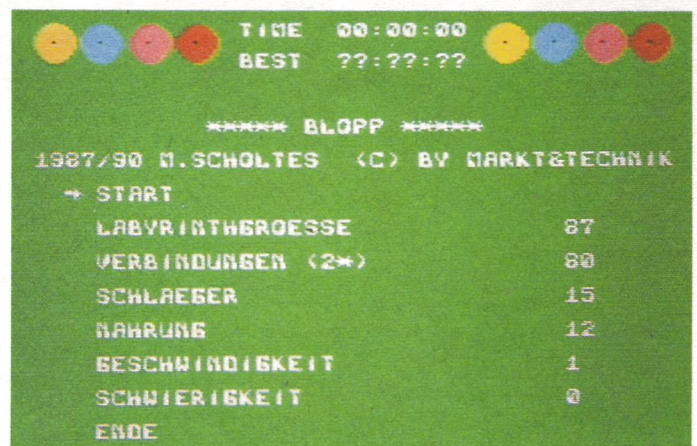 TIME 00:00:00
BEST ??:??:??
***** BLOPP *****
1987/90 M.SCHOLTES (C) BY MARKT&TECHNIK
→ START
LABYRINTHGROESSE 87
VERBINDUNGEN (2*) 80
SCHLAEGER 15
NAHRUNG 12
GESCHWINDIGKEIT 1
SCHWIERIGKEIT 0
ENDE